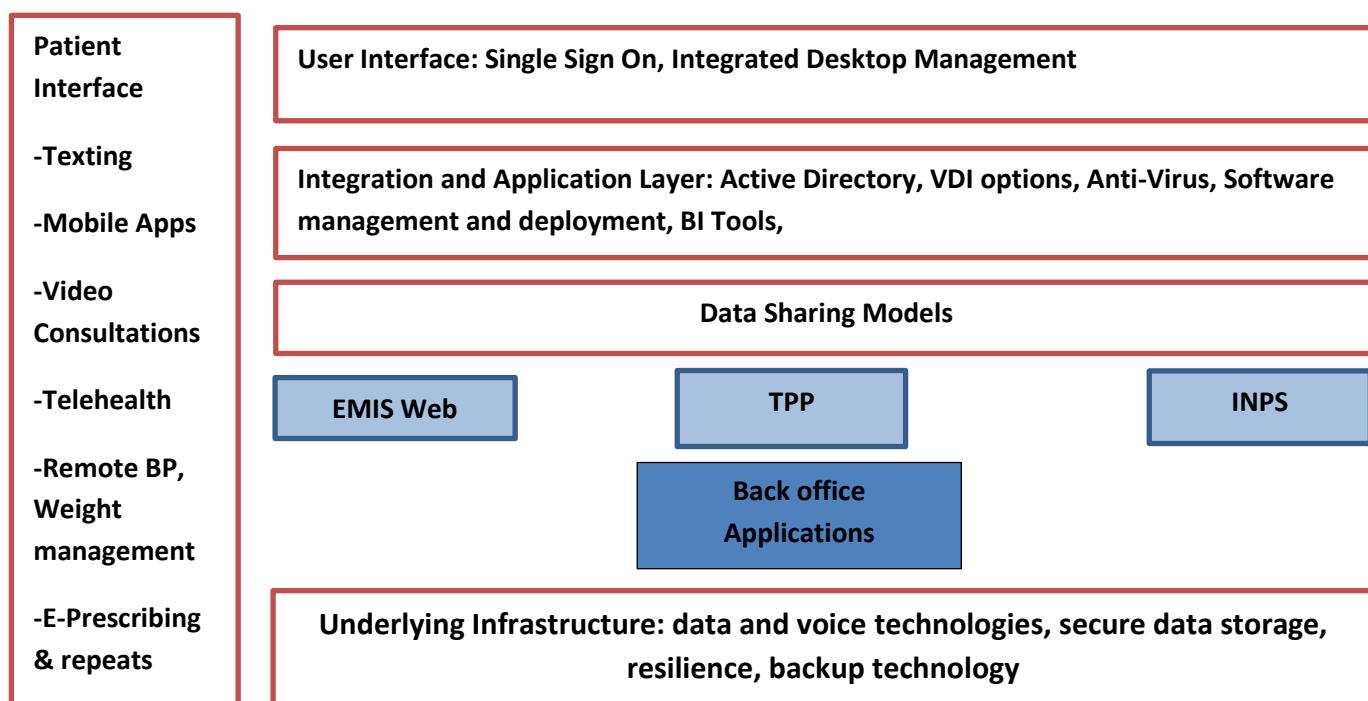 Patient
Interface
-Texting
-Mobile Apps
-Video
Consultations
-Telehealth
-Remote BP,
Weight
management
-E-Prescribing
& repeats
User Interface: Single Sign On, Integrated Desktop Management
Integration and Application Layer: Active Directory, VDI options, Anti-Virus, Software
management and deployment, BI Tools,
Data Sharing Models
EMIS Web
TPP
INPS
Back office
Applications
Underlying Infrastructure: data and voice technologies, secure data storage,
resilience, backup technology